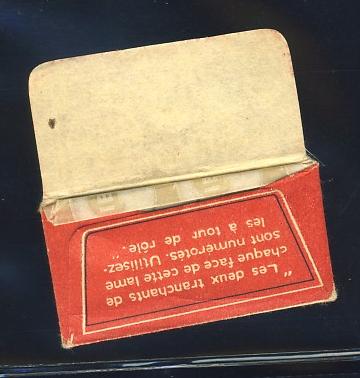 "Les deux tranchants de
chaque face de cette lame
sont numérotés. Utilisez-
les à tour de rôle."